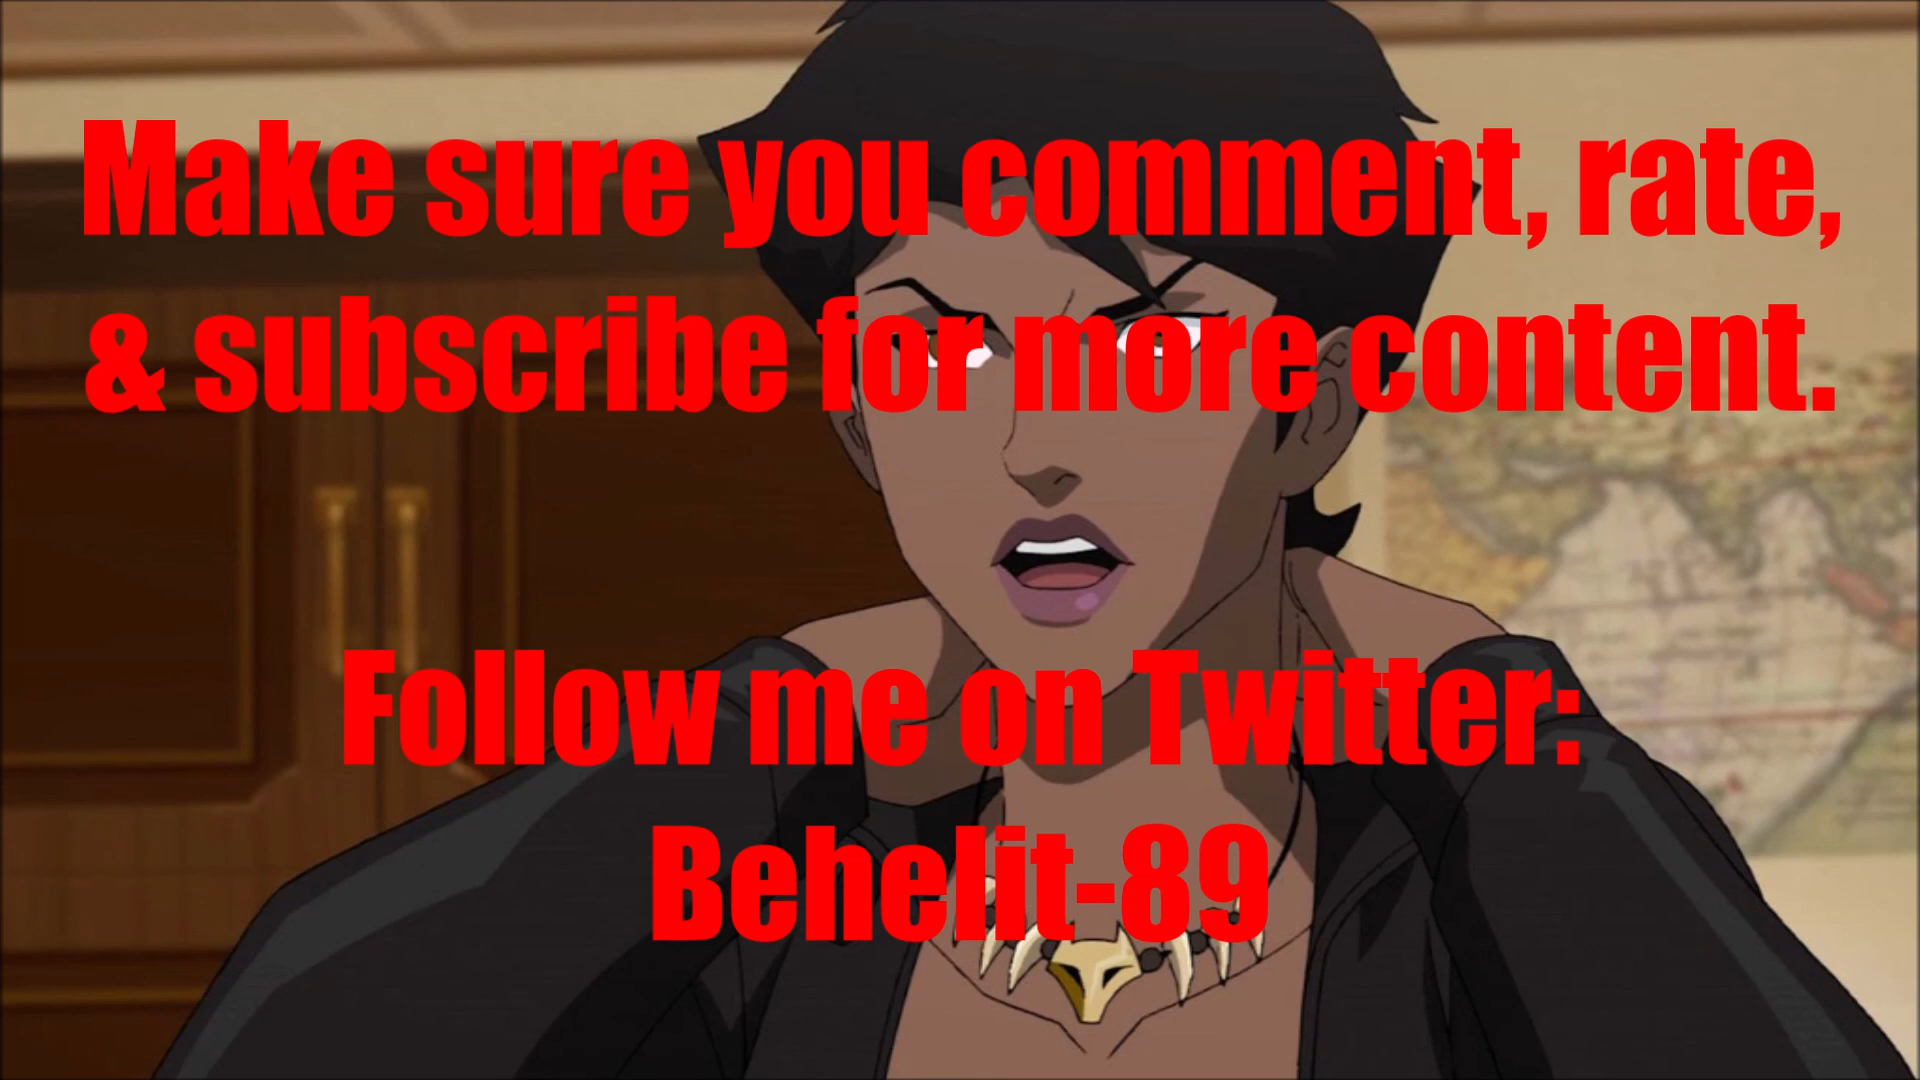 Make sure you comment, rate,
& subscribe for more content.
Follow me on Twitter:
Behelit-89